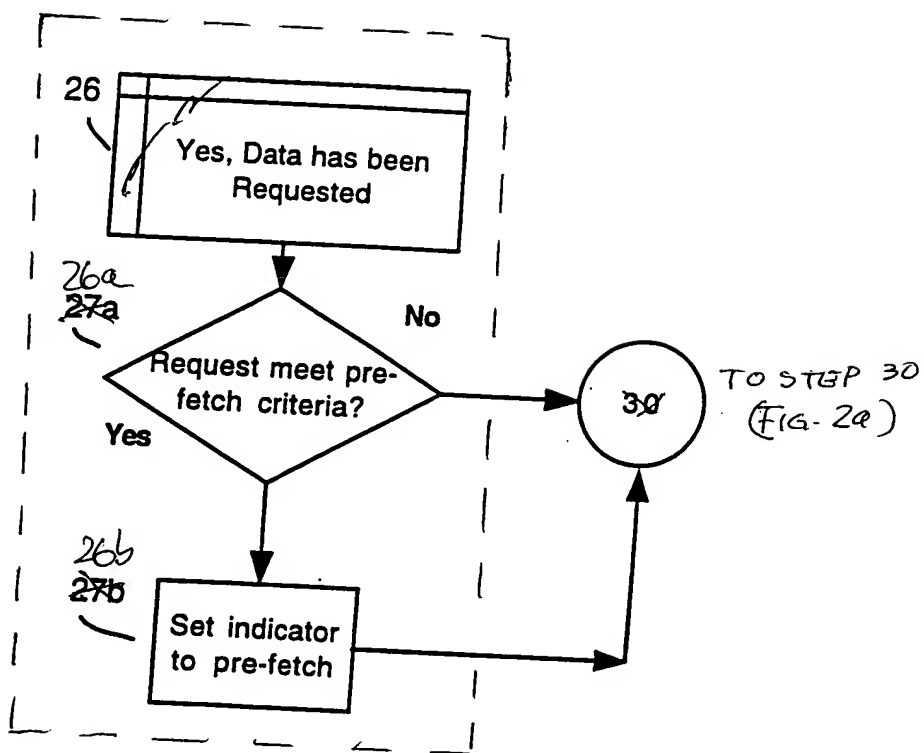 26
Yes, Data has been
Requested
26a
27a
No
Request meet pre-
fetch criteria?
30
TO STEP 30
(FIG. 2a)
Yes
26b
27b
Set indicator
to pre-fetch